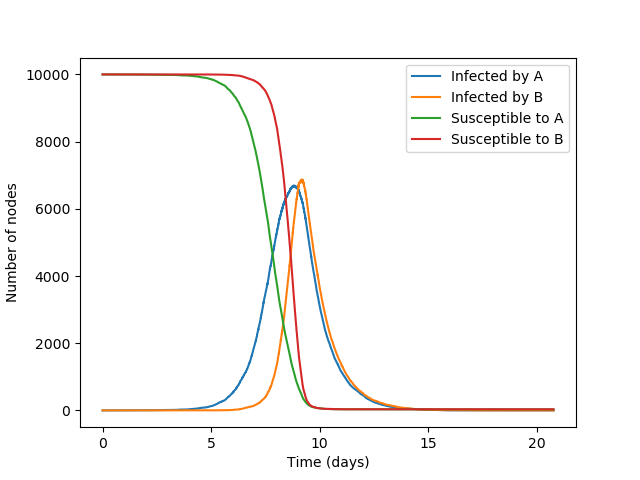 10000
8000
6000
4000
2000
0
Number of nodes
Infected by A
Infected by B
Susceptible to A
Susceptible to B
0 5 10 15 20
Time (days)